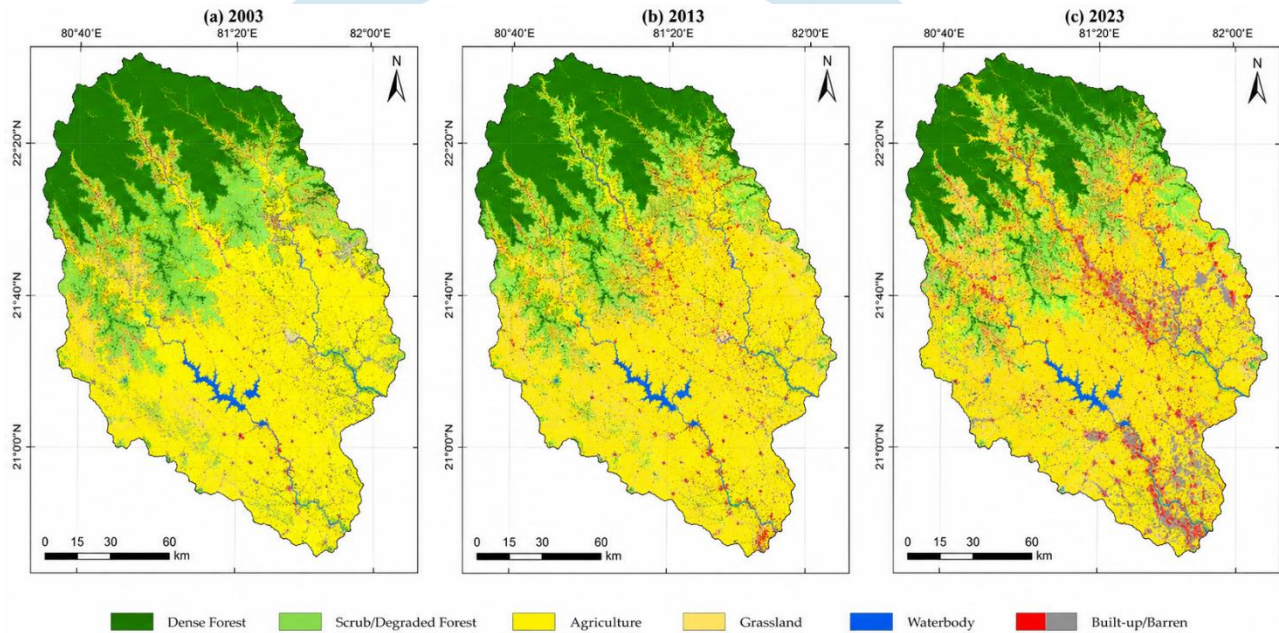 (a) 2003
(b) 2013
(c) 2023
80°40'E 81°20'E 82°00'E
80°40'E 81°20'E 82°00'E
80°40'E 81°20'E 82°00'E
N
N
N
22°20'N
21°40'N
21°00'N
22°20'N
21°40'N
21°00'N
22°20'N
21°40'N
21°00'N
0 15 30 60
km
0 15 30 60
km
0 15 30 60
km
Dense Forest Scrub/Degraded Forest Agriculture Grassland Waterbody Built-up/Barren